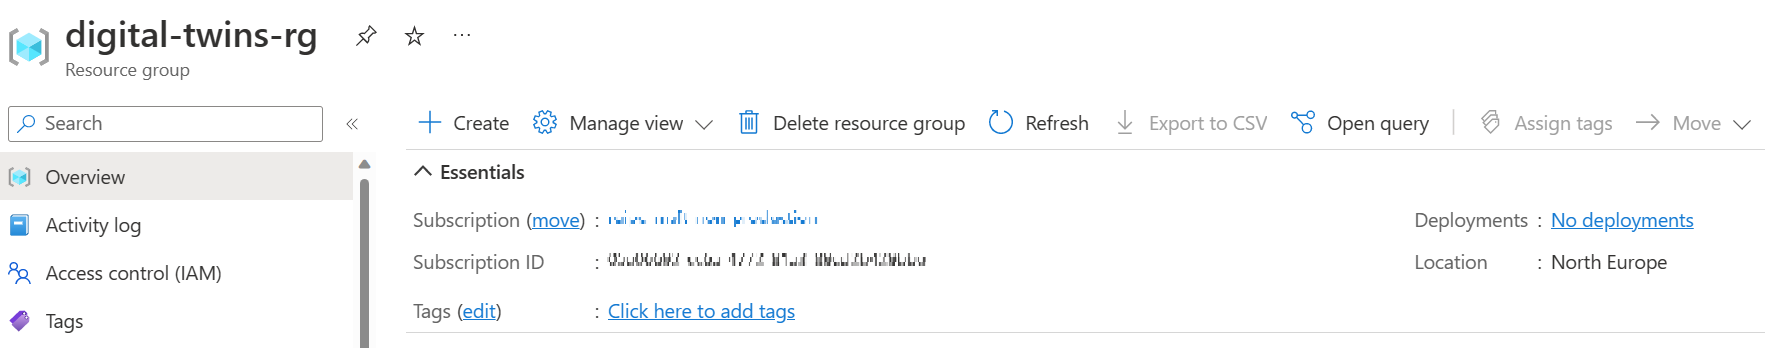 digital-twins-rg
Resource group
Search
Create Manage view Delete resource group Refresh Export to CSV Open query Assign tags Move
Overview
Activity log
Access control (IAM)
Tags
Essentials
Subscription (move) :
Subscription ID :
Tags (edit) : Click here to add tags
Deployments : No deployments
Location : North Europe